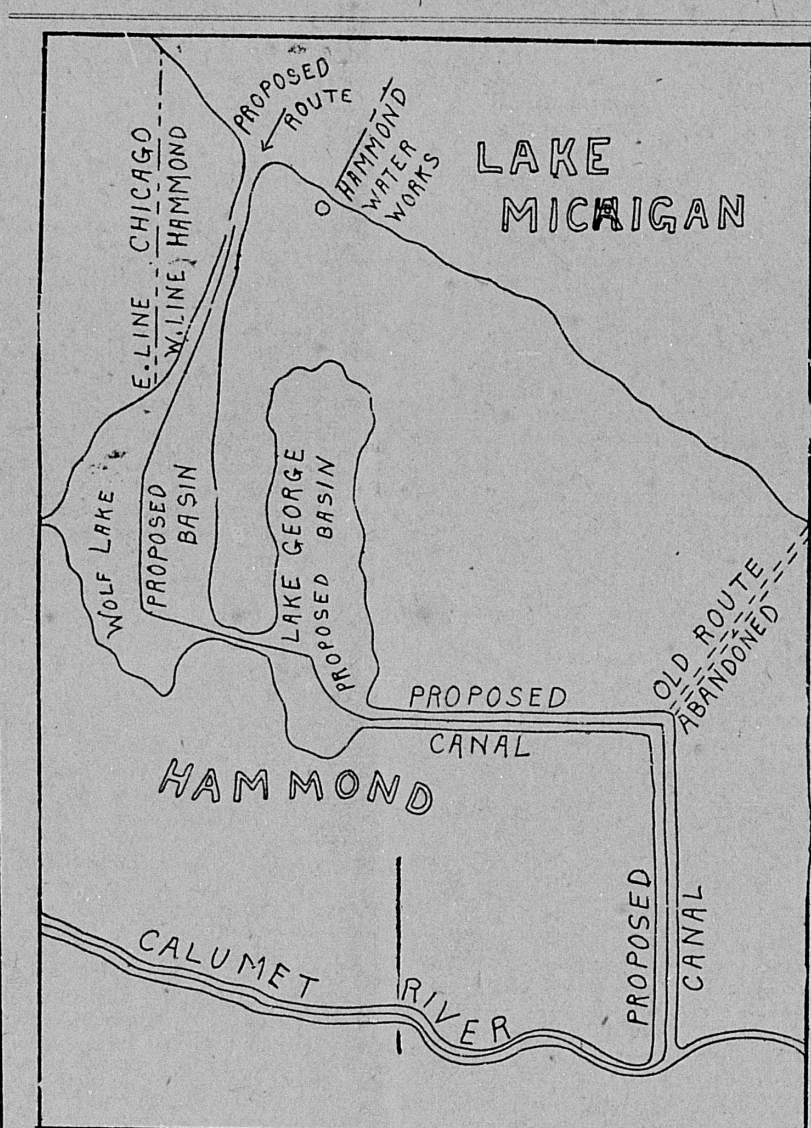 PROPOSED
ROUTE
HAMMOND
WATER
WORKS
LAKE
MICHIGAN
E. LINE CHICAGO
W. LINE HAMMOND
WOLF LAKE
PROPOSED
BASIN
LAKE GEORGE
PROPOSED BASIN
OLD ROUTE
ABANDONED
PROPOSED
CANAL
HAMMOND
PROPOSED
CANAL
CALUMET RIVER